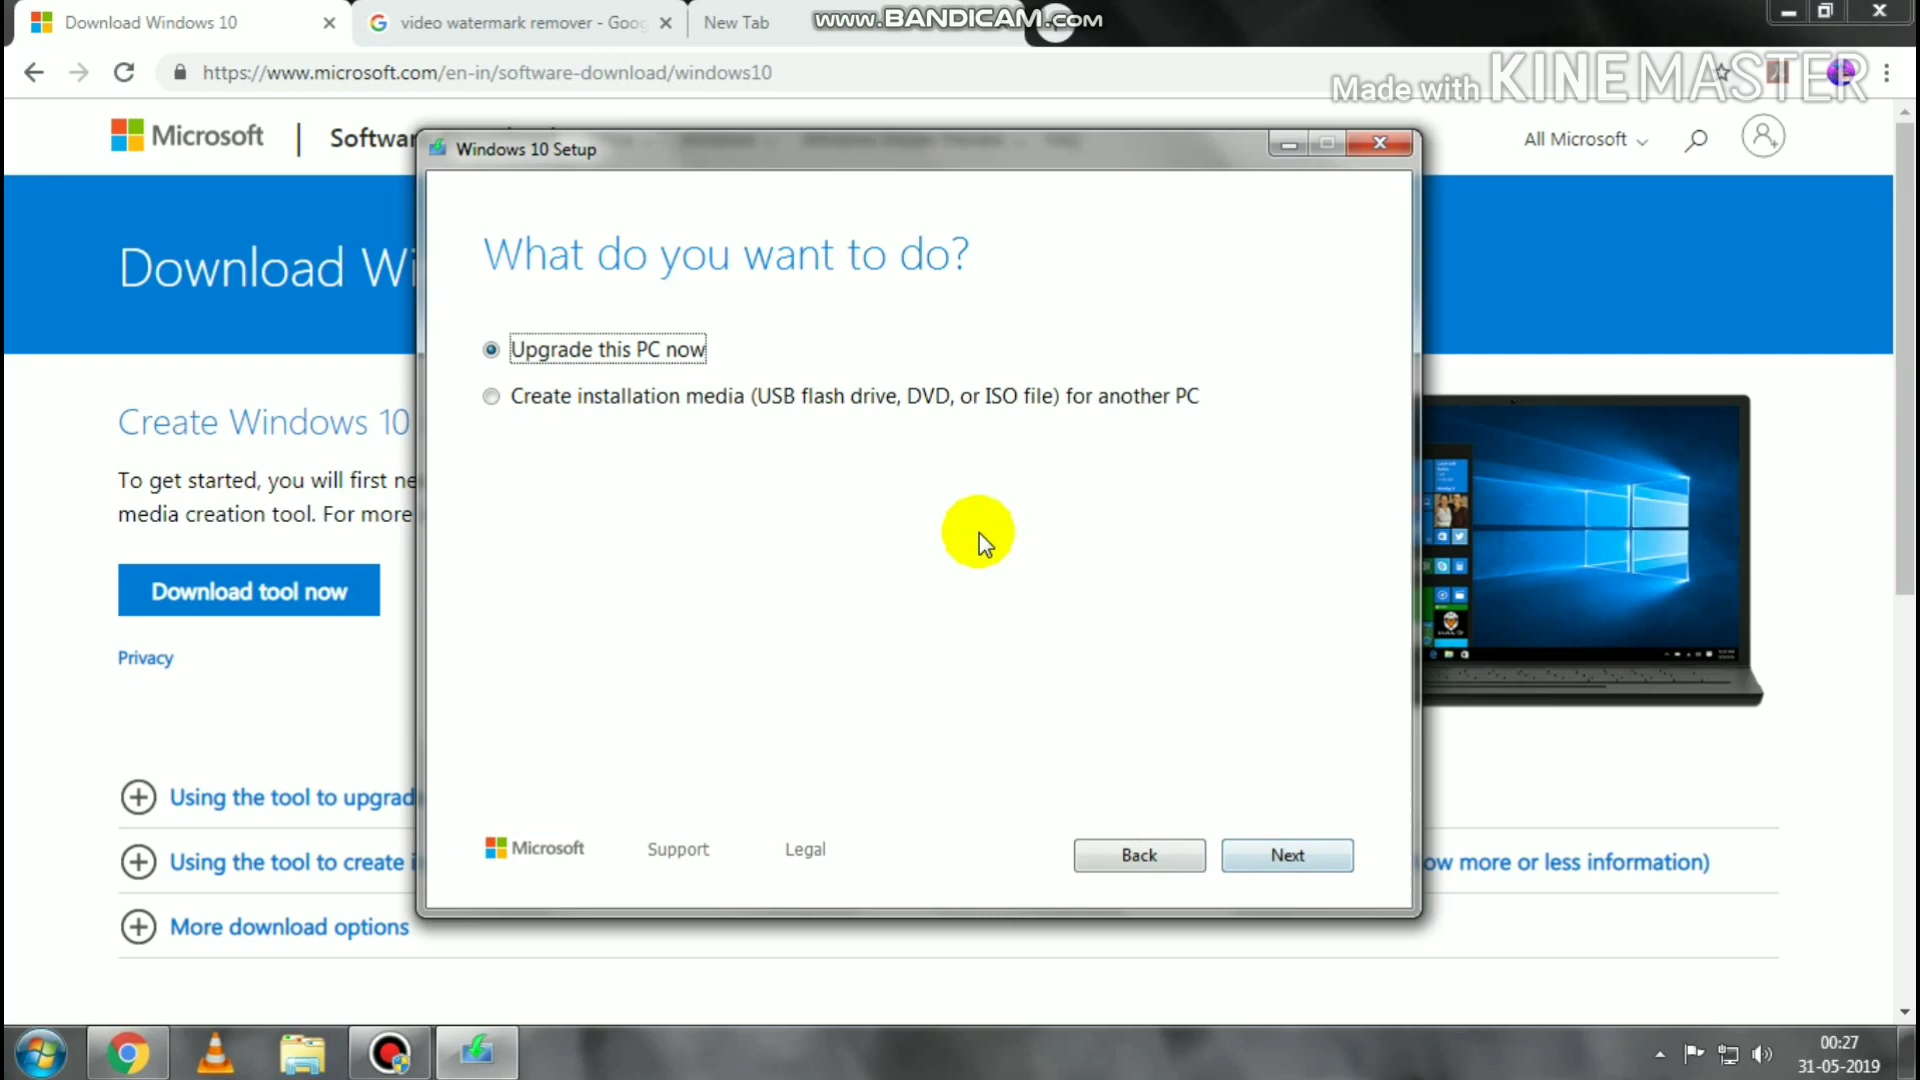 Download Windows 10
video watermark remover - Goog
New Tab
www.BANDICAM.com
https://www.microsoft.com/en-in/software-download/windows10
Made with KINEMASTER
Microsoft
Softwar
All Microsoft
Windows 10 Setup
Download Wi
What do you want to do?
Upgrade this PC now
Create installation media (USB flash drive, DVD, or ISO file) for another PC
Create Windows 10
To get started, you will first ne
media creation tool. For more
Download tool now
Privacy
Using the tool to upgrad
Using the tool to create i
ow more or less information)
More download options
Microsoft
Support
Legal
Back
Next
00:27
31-05-2019